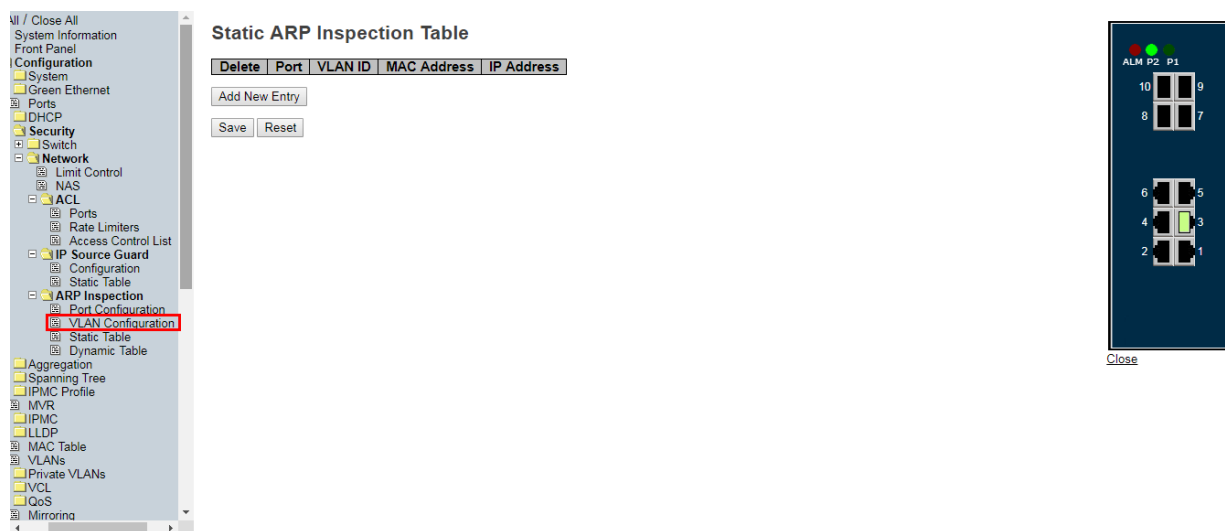 All / Close All
System Information
Front Panel
Configuration
System
Green Ethernet
Ports
DHCP
Security
Switch
Network
Limit Control
NAS
ACL
Ports
Rate Limiters
Access Control List
IP Source Guard
Configuration
Static Table
ARP Inspection
Port Configuration
VLAN Configuration
Static Table
Dynamic Table
Aggregation
Spanning Tree
IPMC Profile
MVR
IPMC
LLDP
MAC Table
VLANs
Private VLANs
VCL
QoS
Mirroring
Static ARP Inspection Table
Delete Port VLAN ID MAC Address IP Address
Add New Entry
Save Reset
ALM P2 P1
10 9
8 7
6 5
4 3
2 1
Close